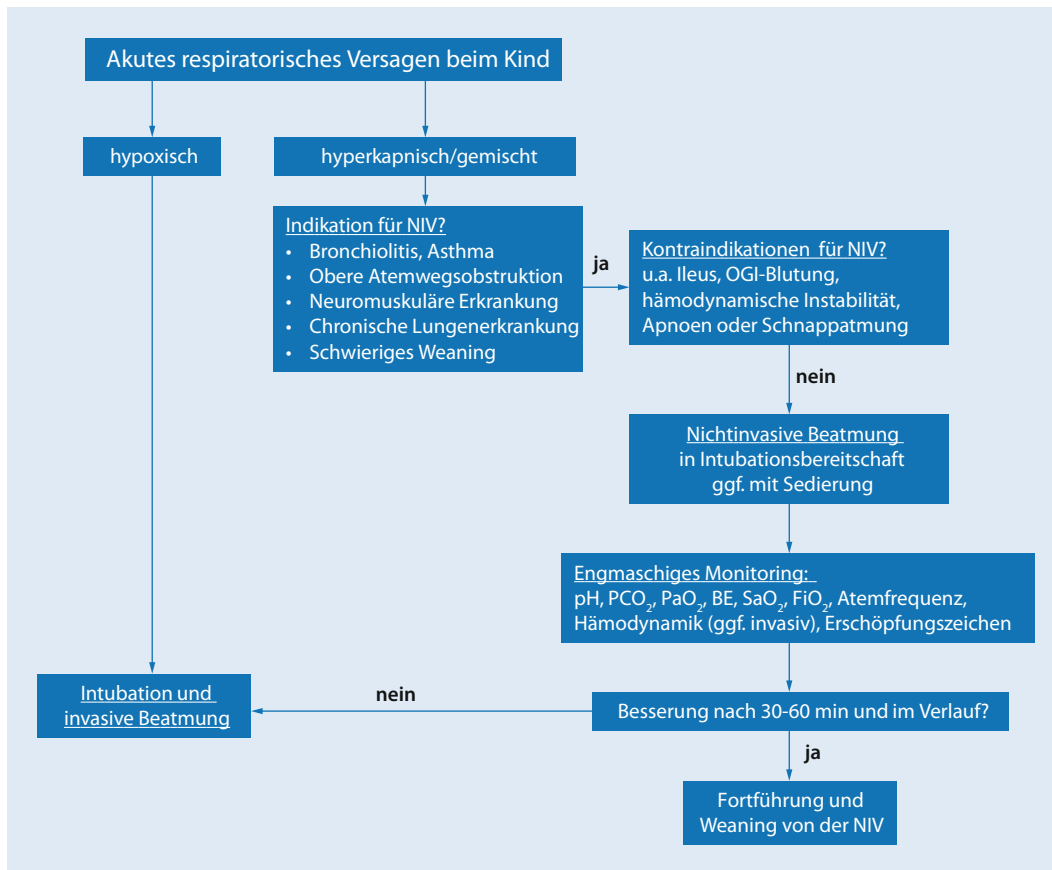 Akutes respiratorisches Versagen beim Kind
hypoxisch
hyperkapnisch/gemischt
Indikation für NIV?
• Bronchiolitis, Asthma
• Obere Atemwegsobstruktion
• Neuromuskuläre Erkrankung
• Chronische Lungenerkrankung
• Schwieriges Weaning
ja
Kontraindikationen für NIV?
u.a. Ileus, OGI-Blutung,
hämodynamische Instabilität,
Apnoen oder Schnappatmung
nein
Nichtinvasive Beatmung
in Intubationsbereitschaft
ggf. mit Sedierung
Engmaschiges Monitoring:
pH, PCO₂, PaO₂, BE, SaO₂, FiO₂, Atemfrequenz,
Hämodynamik (ggf. invasiv), Erschöpfungszeichen
Besserung nach 30-60 min und im Verlauf?
nein
Intubation und
invasive Beatmung
ja
Fortführung und
Weaning von der NIV